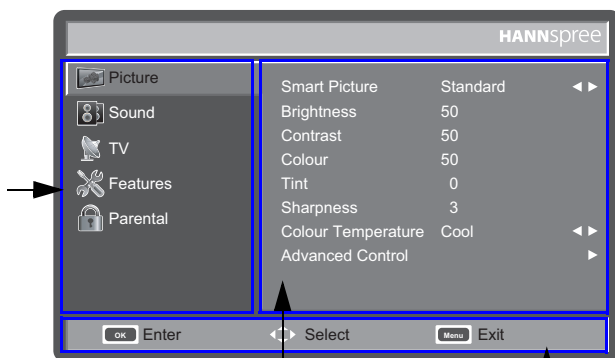 HANNspree
Picture
Sound
TV
Features
Parental
Smart Picture Standard
Brightness 50
Contrast 50
Colour 50
Tint 0
Sharpness 3
Colour Temperature Cool
Advanced Control
OK Enter Select Menu Exit